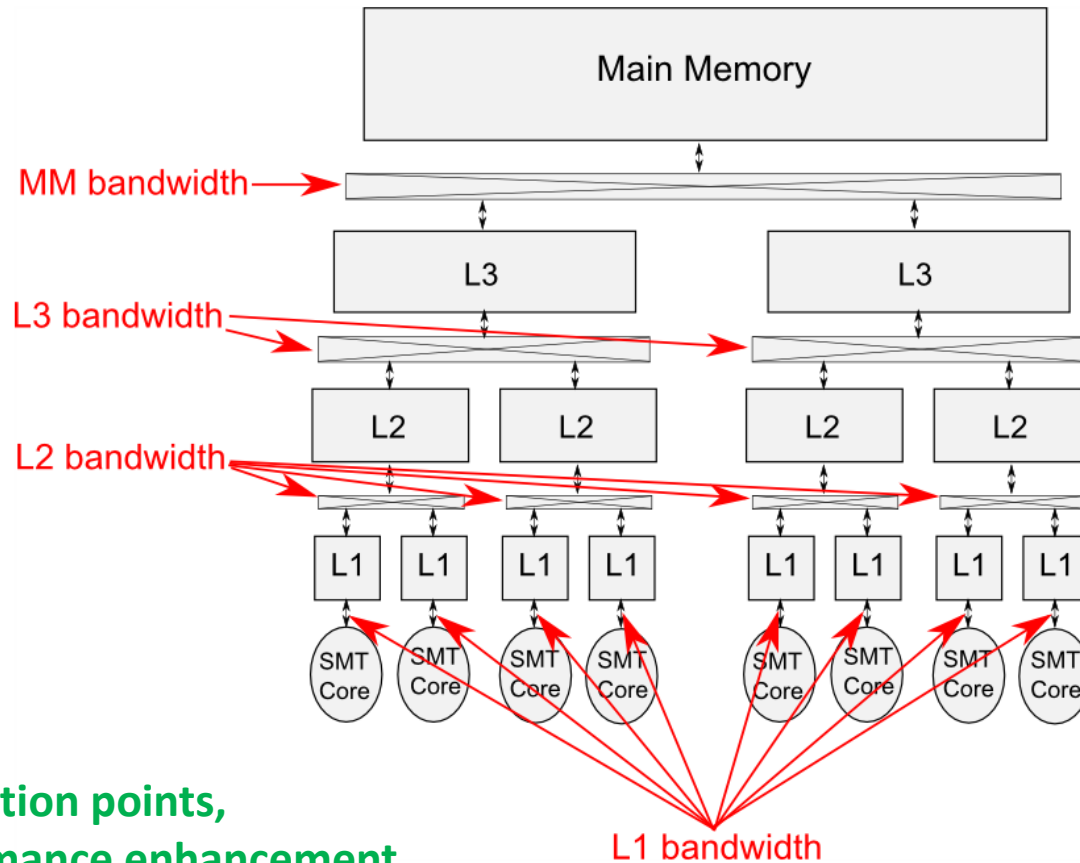 Main Memory
MM bandwidth
L3 L3
L3 bandwidth
L2 L2 L2 L2
L2 bandwidth
L1 L1 L1 L1 L1 L1 L1 L1
SMT SMT SMT SMT SMT SMT SMT SMT
Core Core Core Core Core Core Core Core
tion points,
mance enhancement
L1 bandwidth